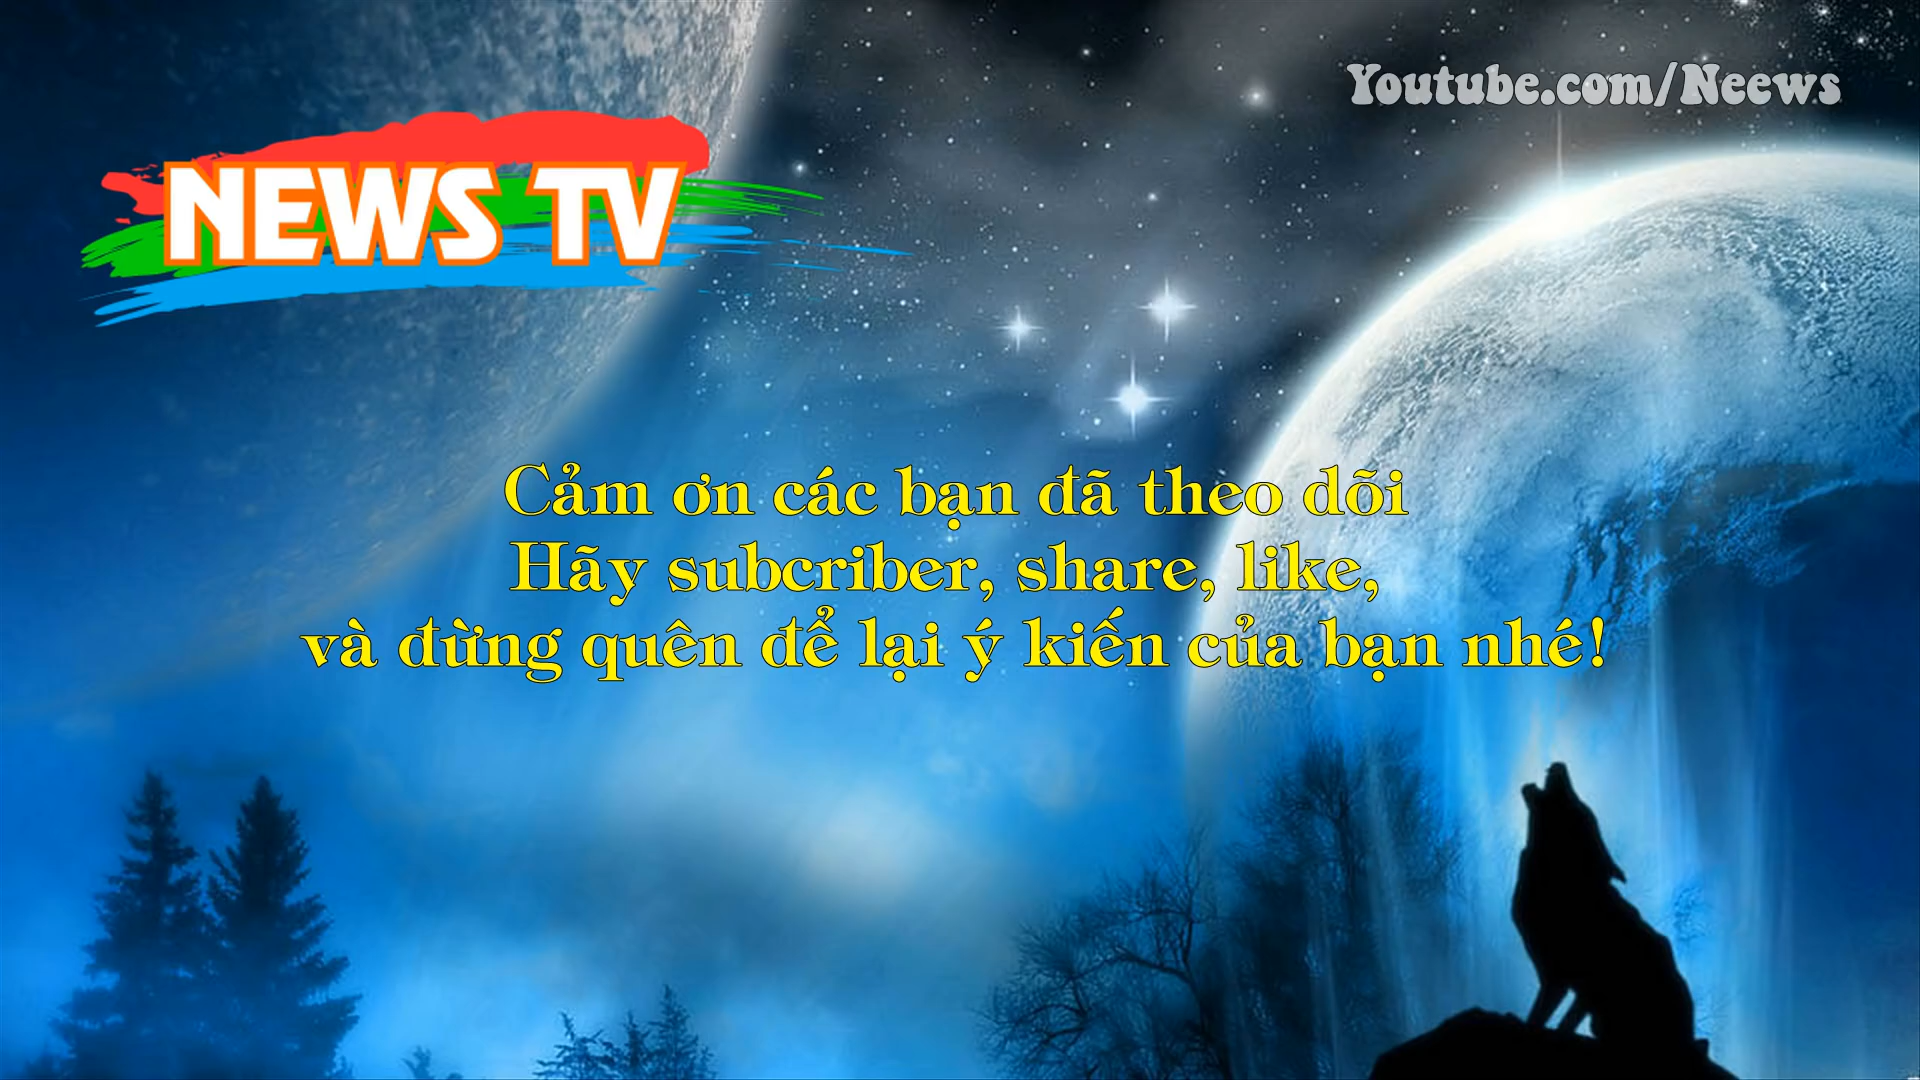 Youtube.com/Neews
NEWS TV
Cảm ơn các bạn đã theo dõi
Hãy subcriber, share, like,
và đừng quên để lại ý kiến của bạn nhé!